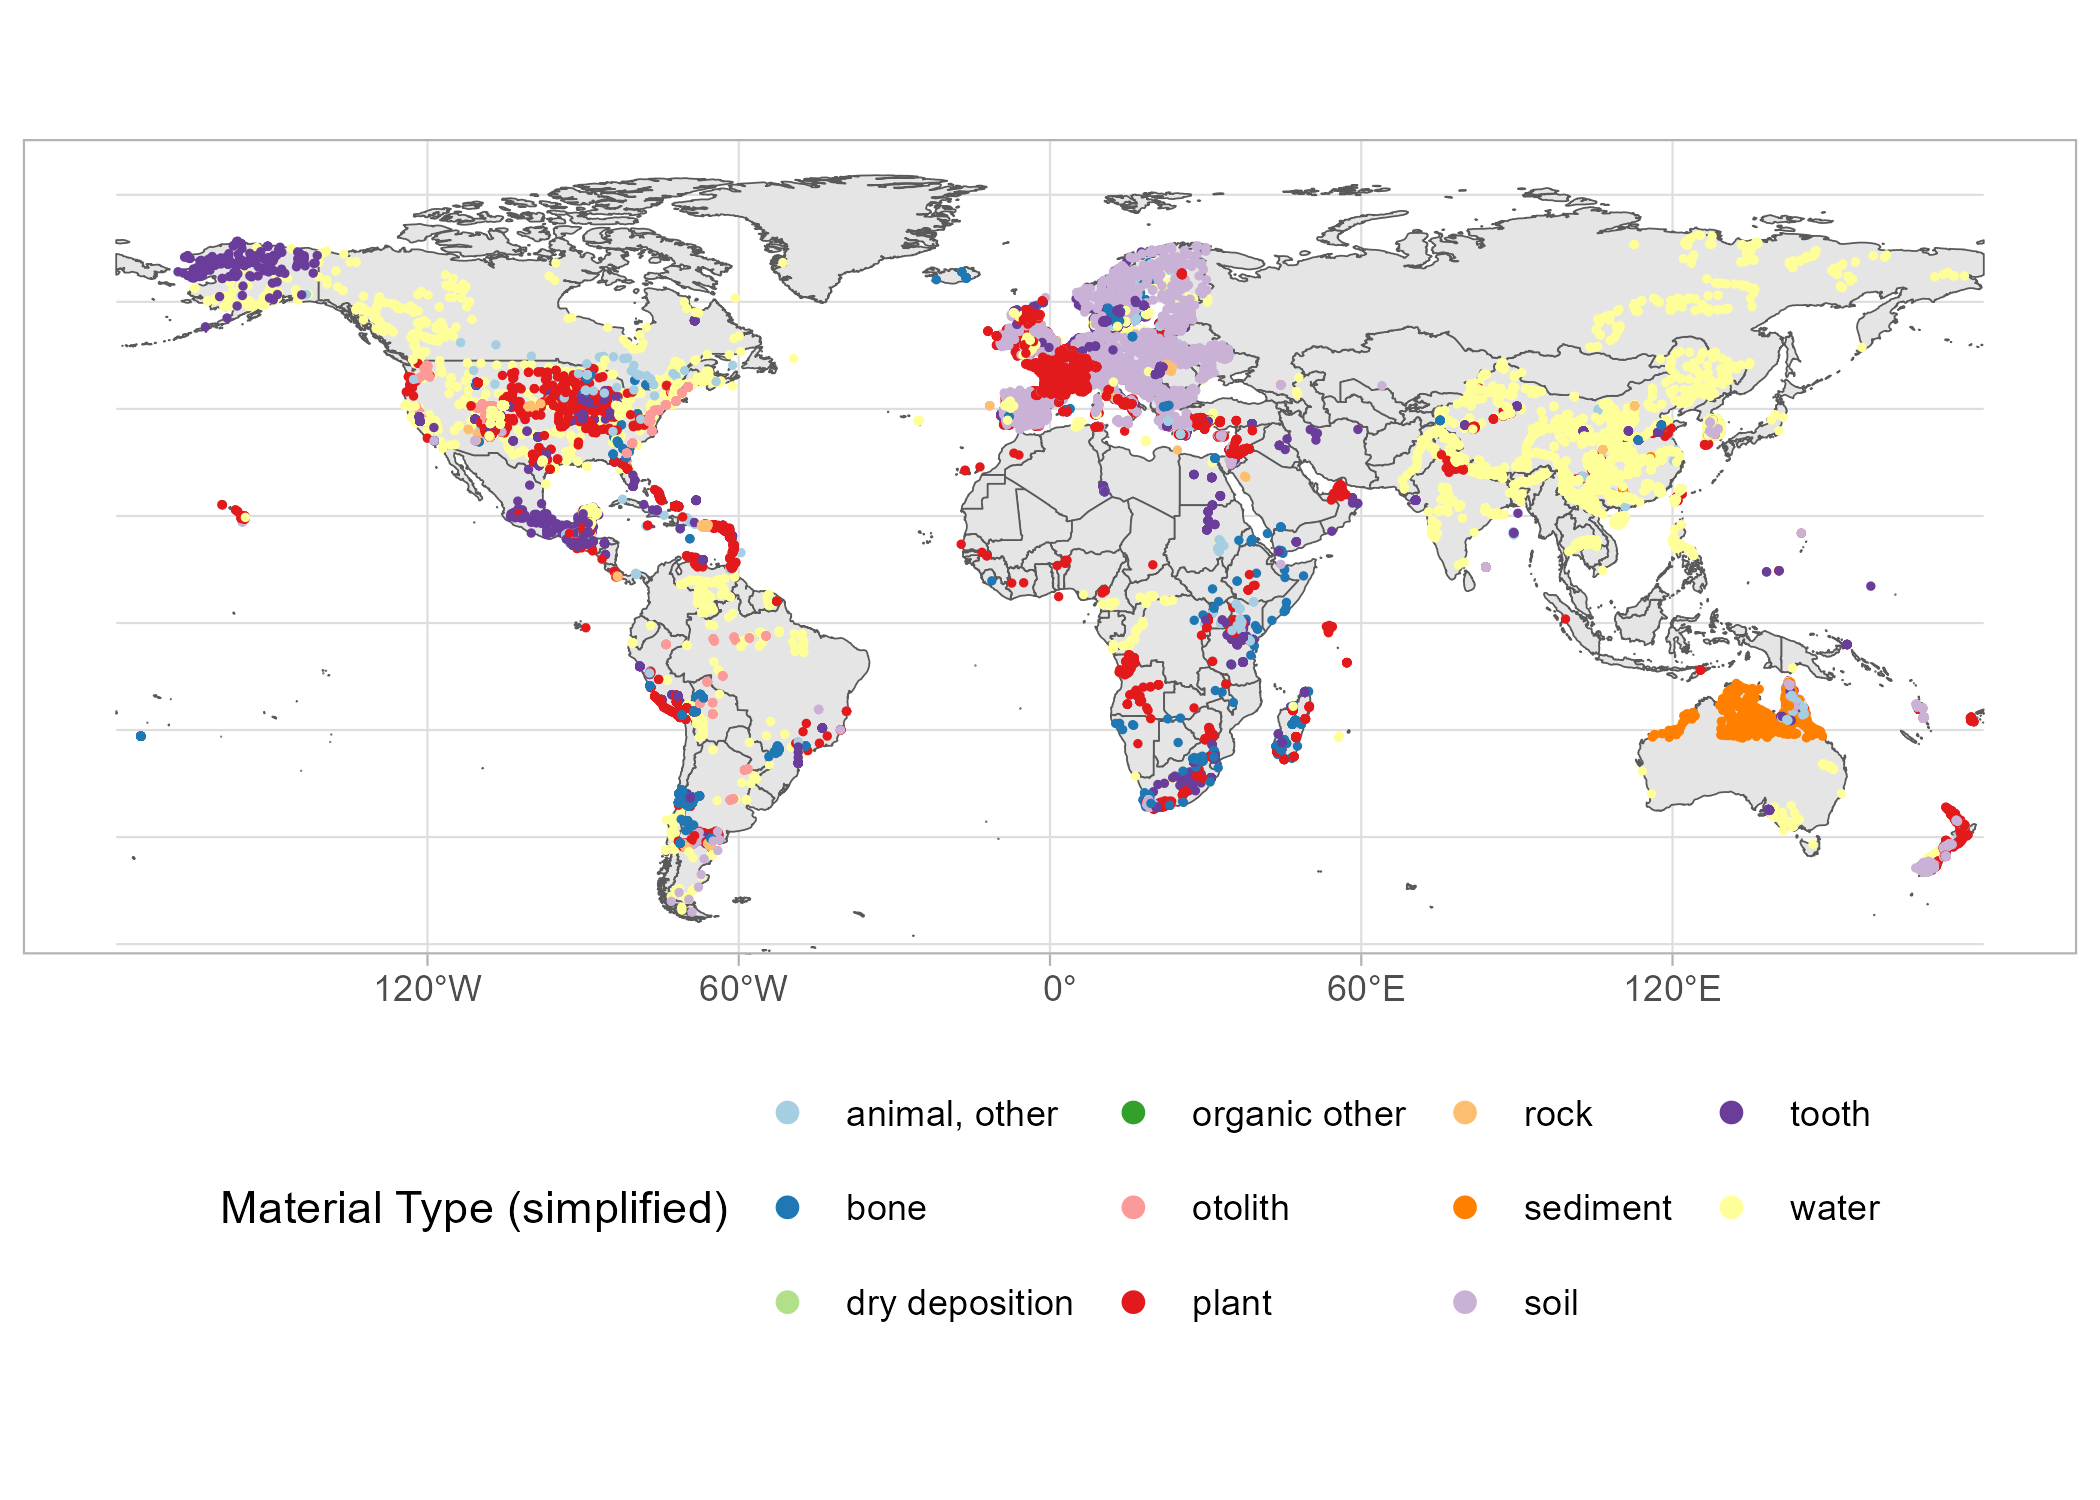 120°W 60°W 0° 60°E 120°E
animal, other organic other rock tooth
Material Type (simplified) bone otolith sediment water
dry deposition plant soil